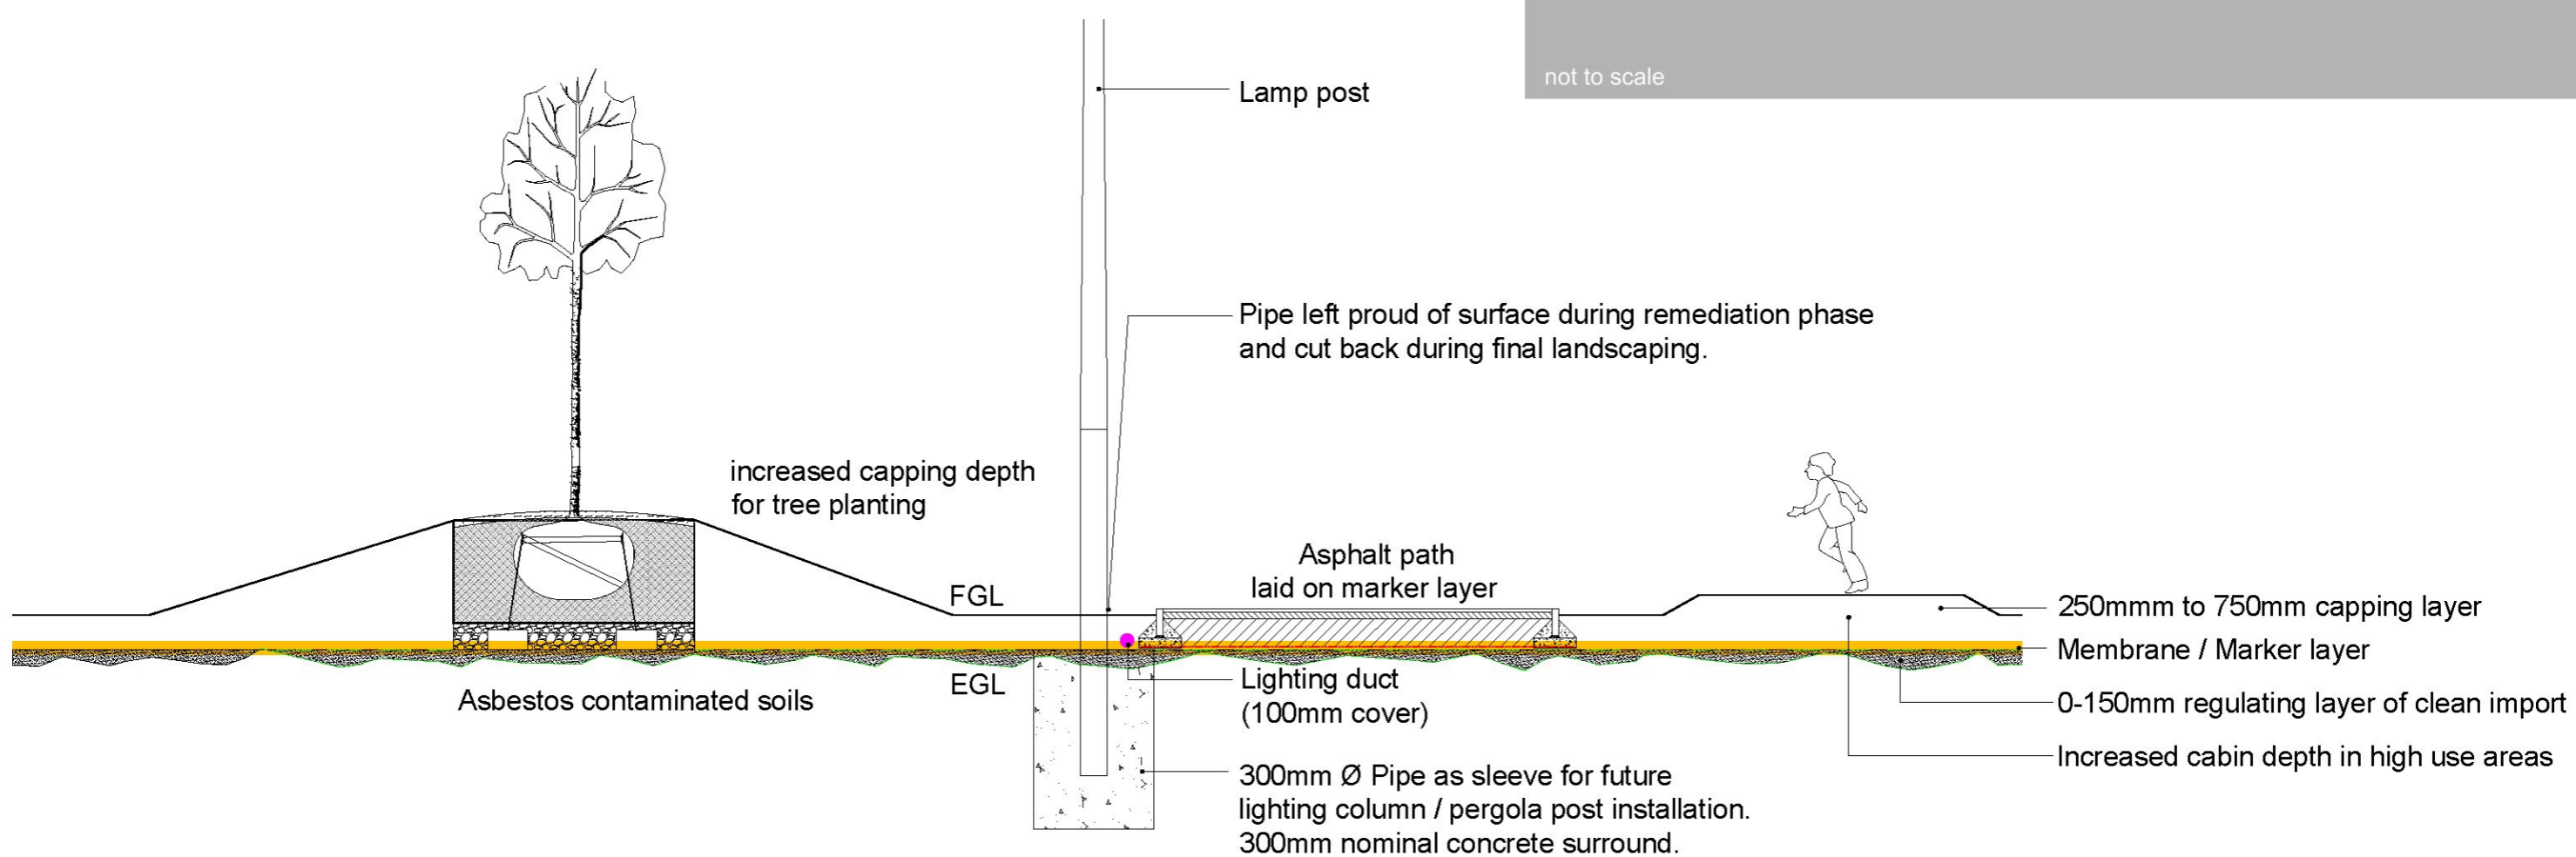 not to scale
Lamp post
Pipe left proud of surface during remediation phase
and cut back during final landscaping.
increased capping depth
for tree planting
Asphalt path
laid on marker layer
FGL
250mmm to 750mm capping layer
Membrane / Marker layer
EGL
Lighting duct
(100mm cover)
Asbestos contaminated soils
0-150mm regulating layer of clean import
Increased cabin depth in high use areas
300mm Ø Pipe as sleeve for future
lighting column / pergola post installation.
300mm nominal concrete surround.